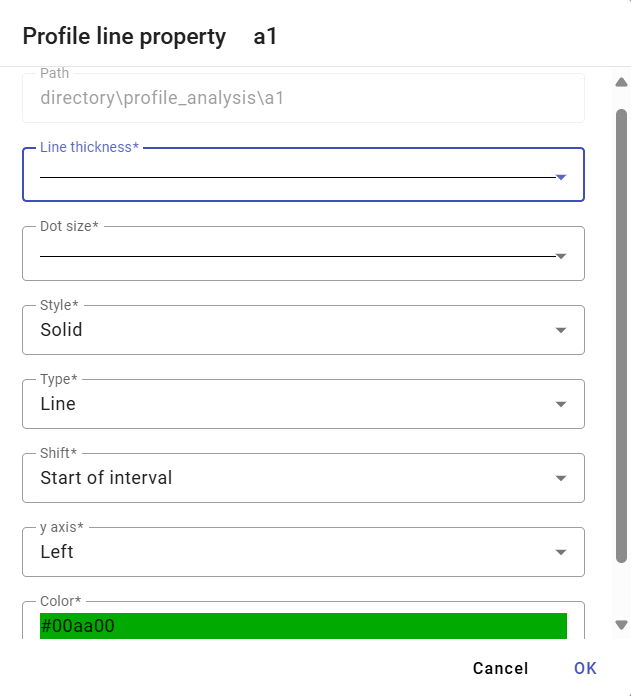 Profile line property a1
Path
directory\profile_analysis\a1
Line thickness*
Dot size*
Style*
Solid
Type*
Line
Shift*
Start of interval
y axis*
Left
Color*
#00aa00
Cancel OK